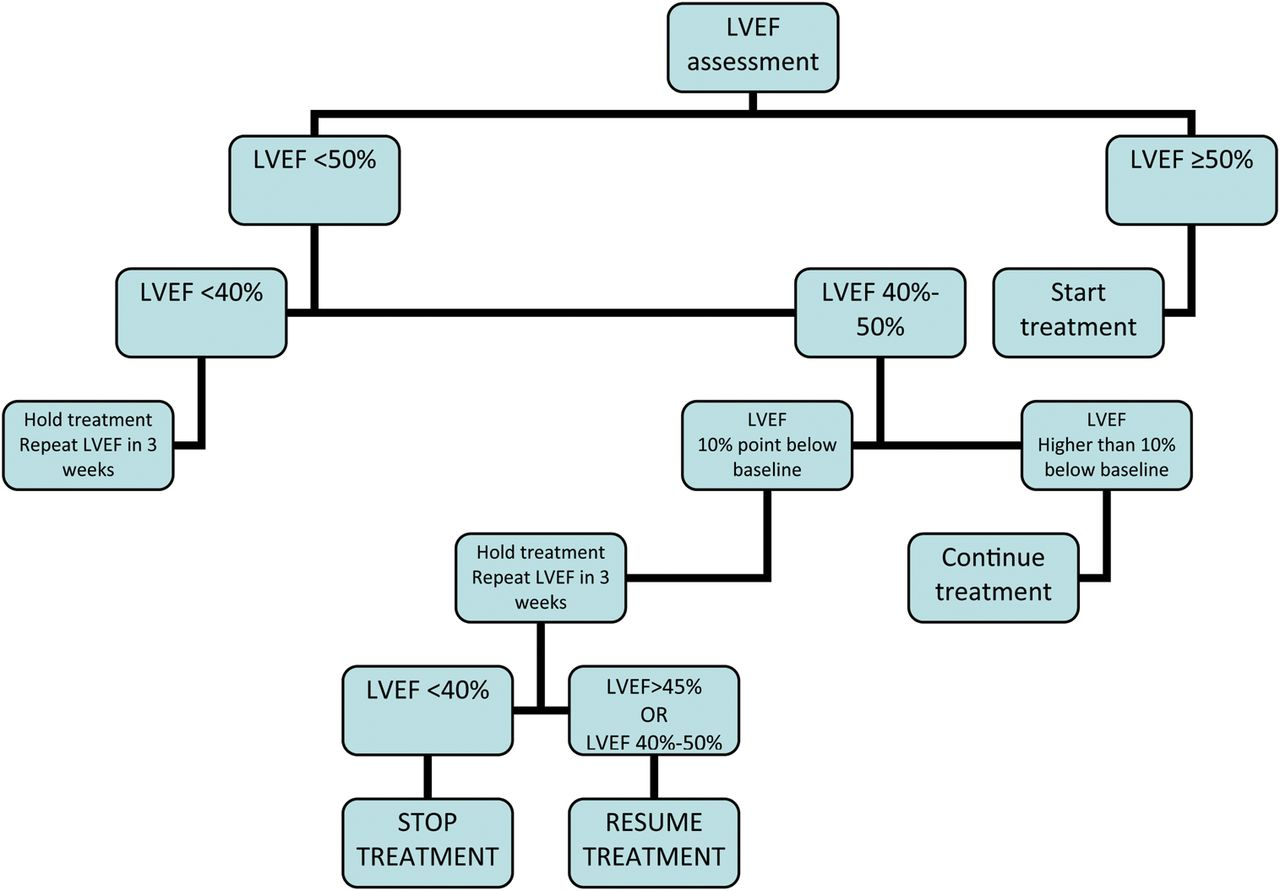 LVEF
assessment
LVEF <50%
LVEF ≥50%
LVEF <40%
LVEF 40%-
50%
Start
treatment
Hold treatment
Repeat LVEF in 3
weeks
LVEF
10% point below
baseline
LVEF
Higher than 10%
below baseline
Hold treatment
Repeat LVEF in 3
weeks
Continue
treatment
LVEF <40%
LVEF>45%
OR
LVEF 40%-50%
STOP
TREATMENT
RESUME
TREATMENT